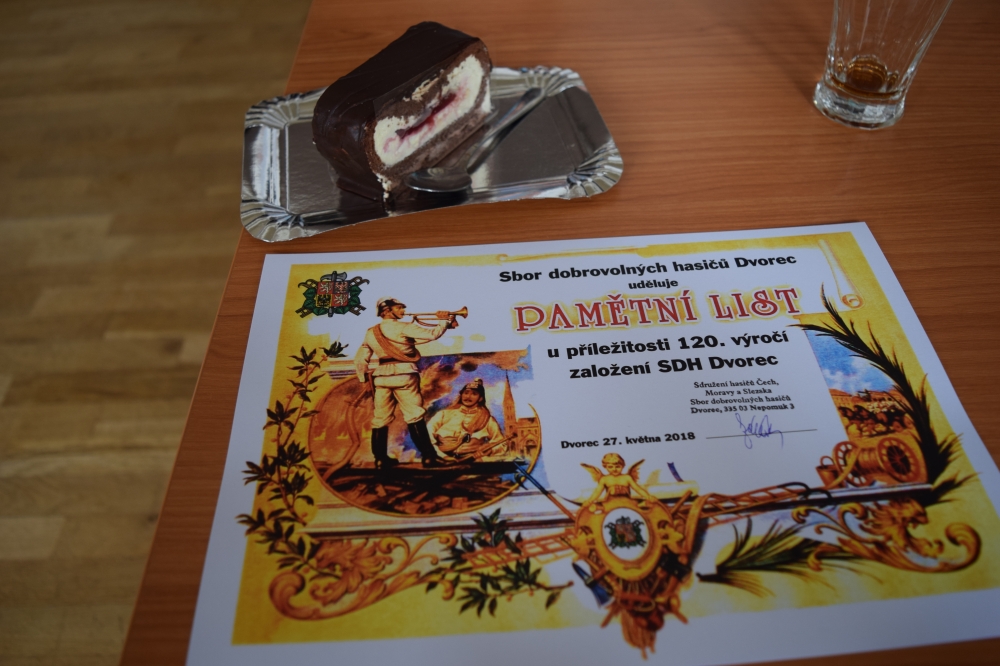 Sbor dobrovolných hasičů Dvorec
uděluje
PAMĚTNÍ LIST
u příležitosti 120. výročí
založení SDH Dvorec
Sdružení hasičů Čech,
Moravy a Slezska
Sbor dobrovolných hasičů
Dvorec, 335 03 Nepomuk 3
Dvorec 27. května 2018